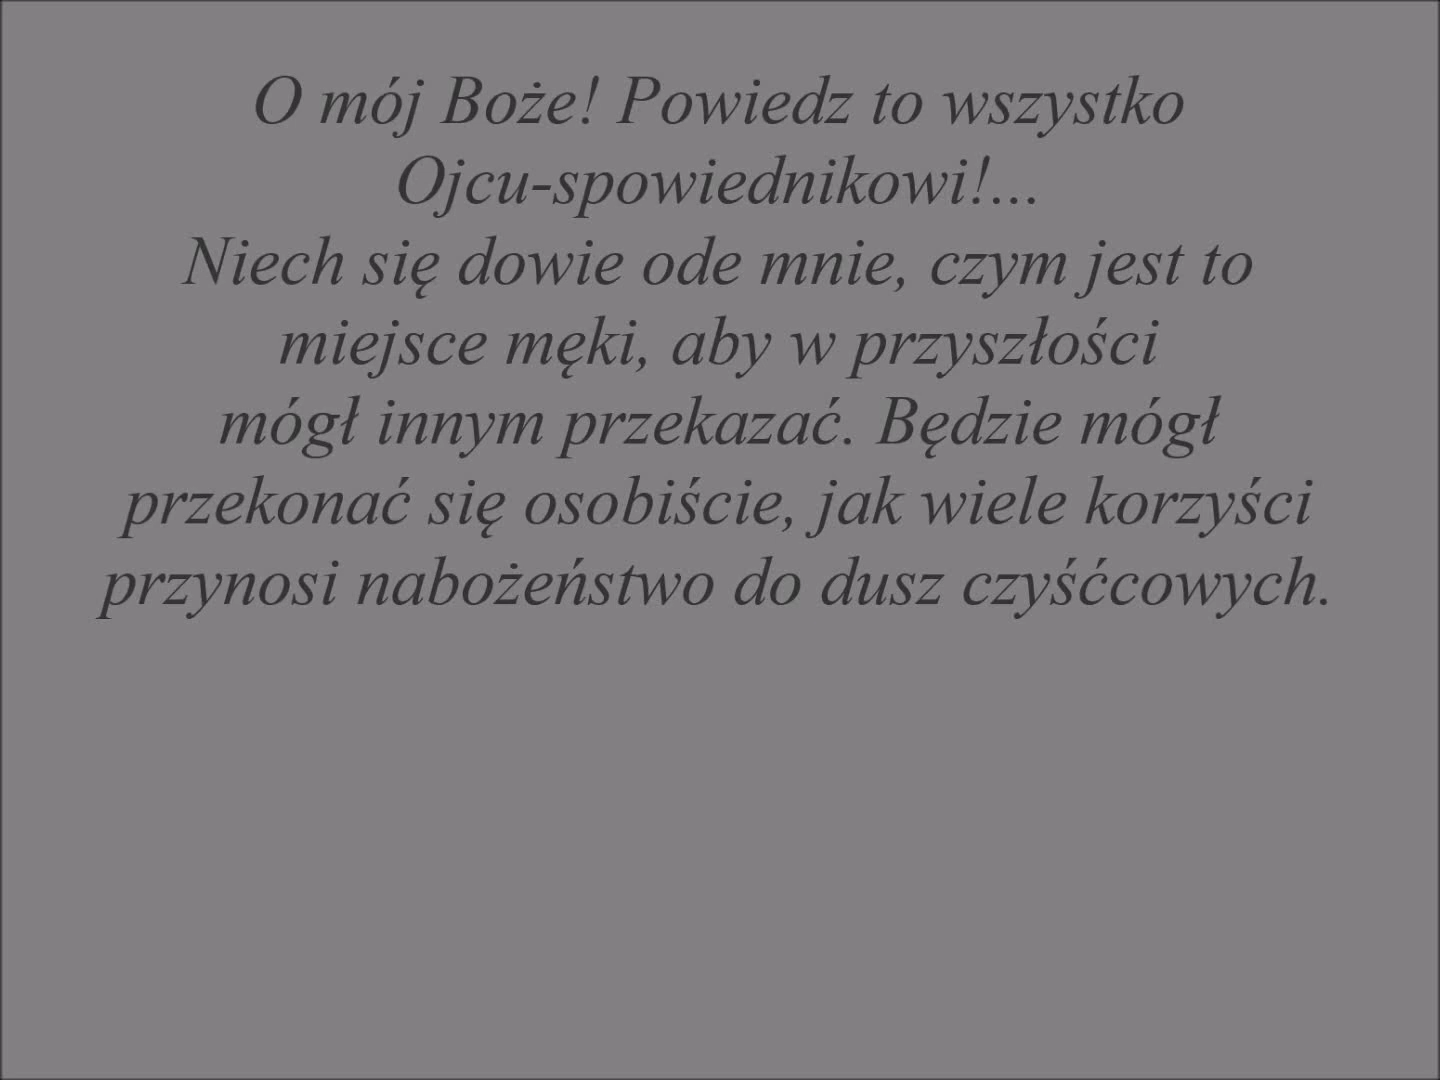 O mój Boże! Powiedz to wszystko
Ojcu-spowiednikowi!...
Niech się dowie ode mnie, czym jest to
miejsce męki, aby w przyszłości
mógł innym przekazać. Będzie mógł
przekonać się osobiście, jak wiele korzyści
przynosi nabożeństwo do dusz czyśćcowych.